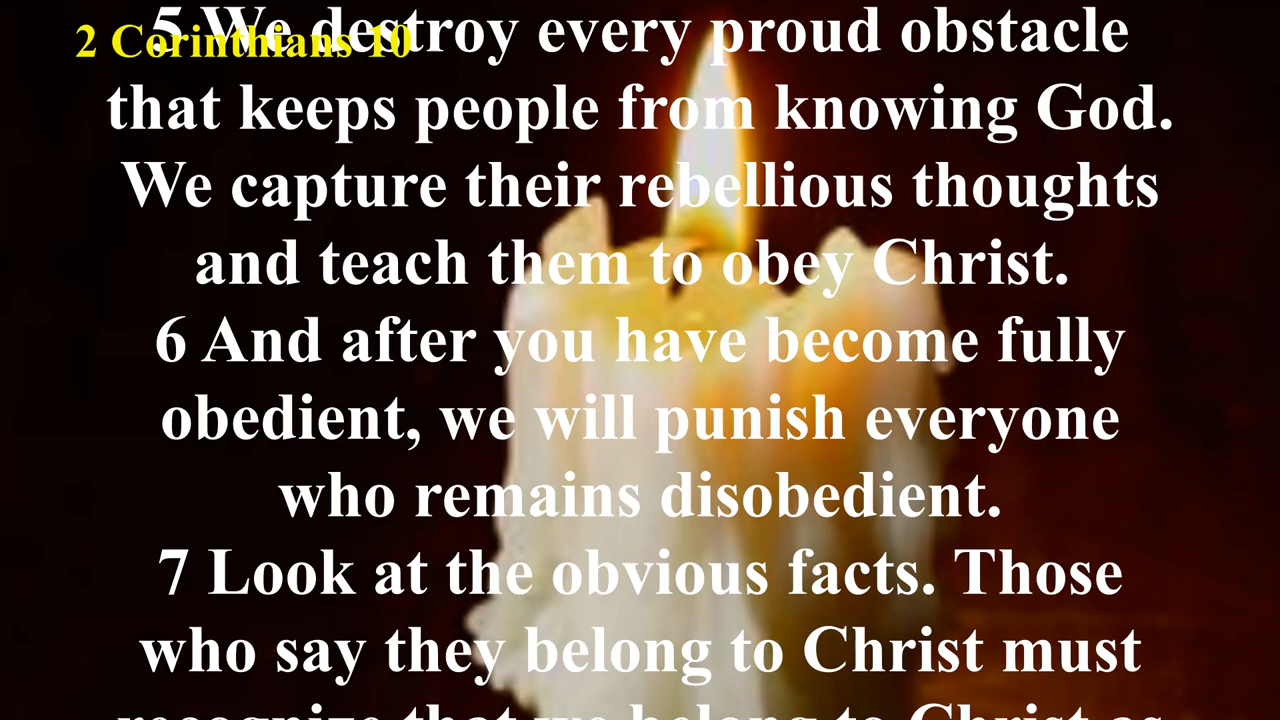 2 Corinthians 10
5 We destroy every proud obstacle
that keeps people from knowing God.
We capture their rebellious thoughts
and teach them to obey Christ.
6 And after you have become fully
obedient, we will punish everyone
who remains disobedient.
7 Look at the obvious facts. Those
who say they belong to Christ must
recognize that we belong to Christ as